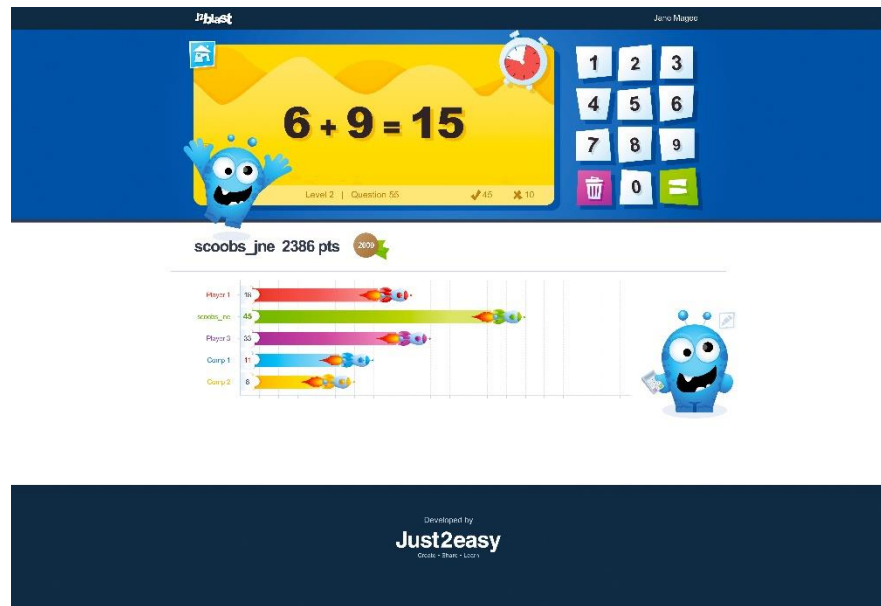 j2blast
Jane Magee
6 + 9 = 15
Level 2 | Question 55 45 10
1 2 3
4 5 6
7 8 9
0 =
scoobs_jne 2386 pts 2000
Player 1
scoobs_jne 45
Player 3 35
Comp 1 11
Comp 2 8
Developed by
Just2easy
Create • Share • Learn